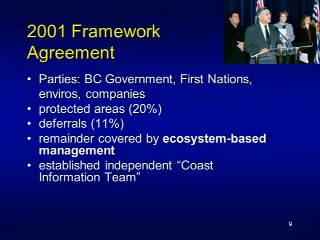 2001 Framework
Agreement
• Parties: BC Government, First Nations,
enviros, companies
• protected areas (20%)
• deferrals (11%)
• remainder covered by ecosystem-based
management
• established independent “Coast
Information Team”
9